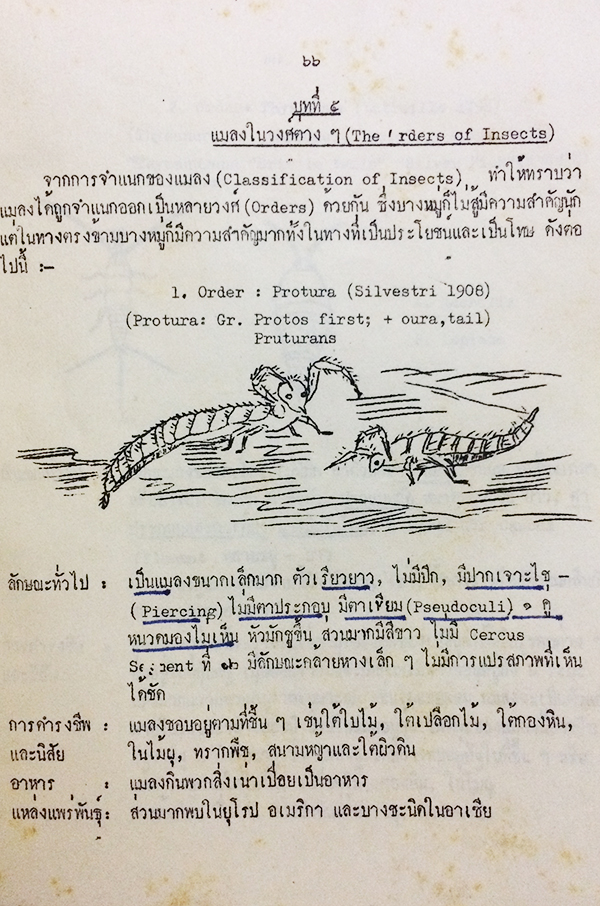 ๖๖
บทที่ ๕
แมลงในวงศ์ต่าง ๆ (The 'rders of Insects)
จากการจำแนกของแมลง (Classification of Insects) ทำให้ทราบว่า
แมลงได้ถูกจำแนกออกเป็นหลายวงศ์ (Orders) ด้วยกัน ซึ่งบางหมู่ก็ไม่สู้มีความสำคัญนัก
แต่ในทางตรงข้ามบางหมู่ก็มีความสำคัญมากทั้งในทางที่เป็นประโยชน์และเป็นโทษ ดังต่อ
ไปนี้ :—
1. Order : Protura (Silvestri 1908)
(Protura: Gr. Protos first; + oura, tail)
Pruturans
ลักษณะทั่วไป : เป็นแมลงขนาดเล็กมาก ตัวเรียวยาว, ไม่มีปีก, มีปากเจาะไช -
(Piercing) ไม่มีตาประกอบ มีตาเทียม (Pseudoculi) ๑ คู่
หนวดมองไม่เห็น หัวมักชูขึ้น ส่วนมากมีสีขาว ไม่มี Cercus
Segment ที่ ๑๒ มีลักษณะคล้ายหางเล็ก ๆ ไม่มีการแปรสภาพที่เห็น
ได้ชัด
การดำรงชีพ : แมลงชอบอยู่ตามที่ชื้น ๆ เช่นใต้ใบไม้, ใต้เปลือกไม้, ใต้กองหิน,
และนิสัย ในไม้ผุ, ซากพืช, สนามหญ้าและใต้ผิวดิน
อาหาร : แมลงกินพวกสิ่งเน่าเปื่อยเป็นอาหาร
แหล่งแพร่พันธุ์: ส่วนมากพบในยุโรป อเมริกา และบางชะนิดในอาเซีย